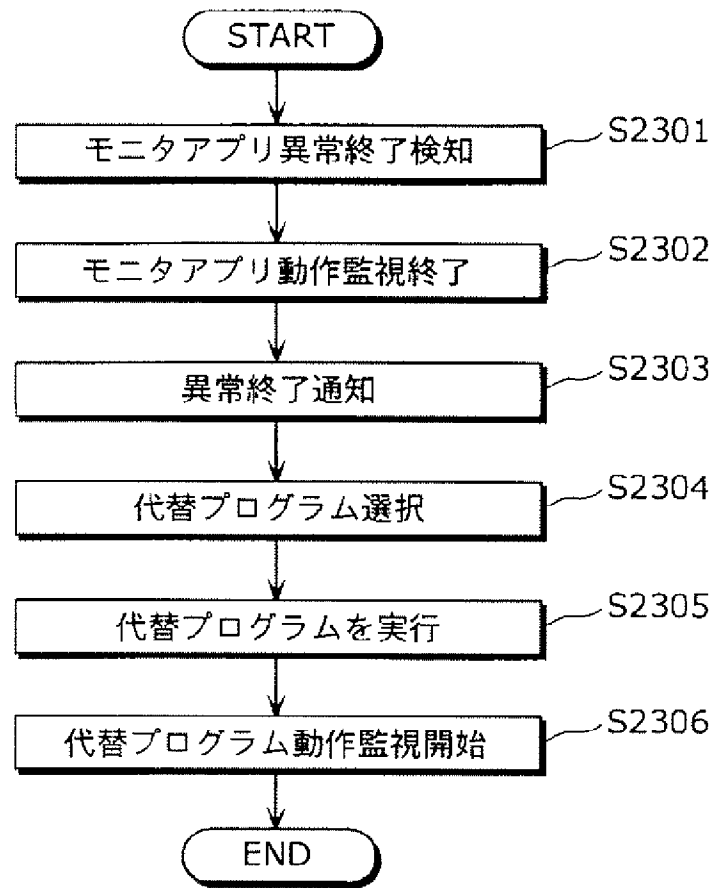 START
モニタアプリ異常終了検知
S2301
モニタアプリ動作監視終了
S2302
異常終了通知
S2303
代替プログラム選択
S2304
代替プログラムを実行
S2305
代替プログラム動作監視開始
S2306
END